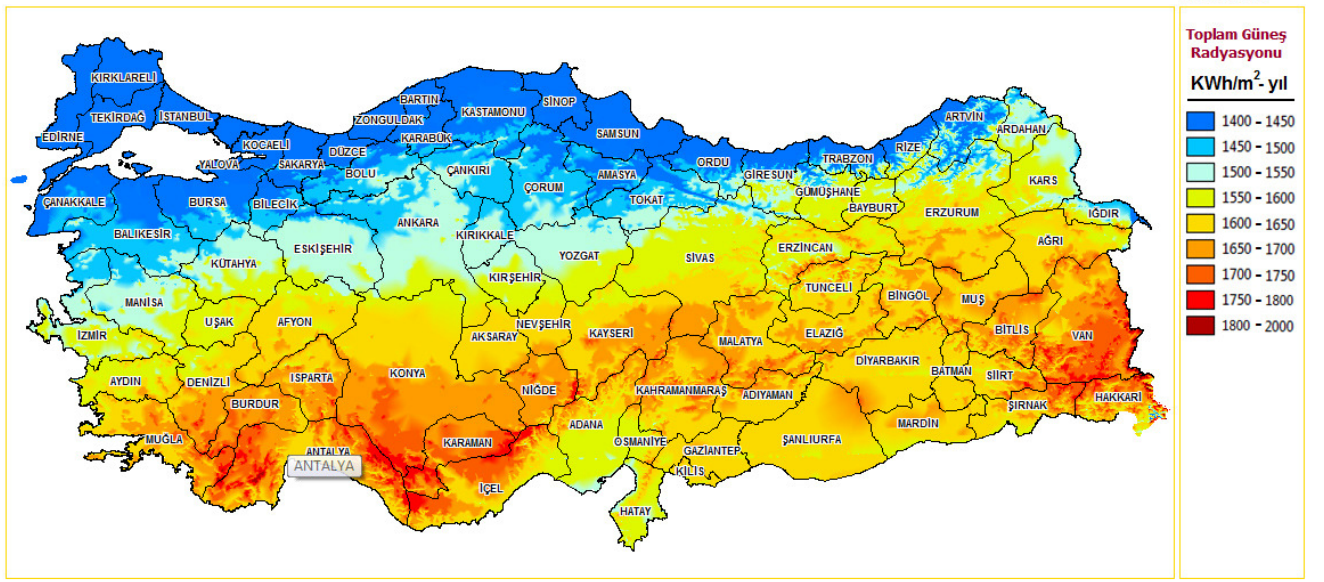 KIRKLARELİ
TEKİRDAĞ
İSTANBUL
EDİRNE
KOCAELİ
YALOVA
SAKARYA
DÜZCE
ZONGULDAK
BARTIN
KARABÜK
KASTAMONU
SİNOP
SAMSUN
ORDU
GİRESUN
TRABZON
RİZE
ARTVİN
ARDAHAN
ÇANAKKALE
BURSA
BİLECİK
BOLU
ÇANKIRI
ÇORUM
AMASYA
TOKAT
GÜMÜŞHANE
BAYBURT
ERZURUM
KARS
IĞDIR
BALIKESİR
KÜTAHYA
ESKİŞEHİR
ANKARA
KIRIKKALE
YOZGAT
SİVAS
ERZİNCAN
AĞRI
MANİSA
KIRŞEHİR
TUNCELİ
BİNGÖL
MUŞ
İZMİR
UŞAK
AFYON
AKSARAY
NEVŞEHİR
KAYSERİ
MALATYA
ELAZIĞ
BİTLİS
VAN
AYDIN
DENİZLİ
ISPARTA
KONYA
NİĞDE
KAHRAMANMARAŞ
ADIYAMAN
DİYARBAKIR
BATMAN
SİİRT
ŞIRNAK
HAKKARİ
BURDUR
MUĞLA
KARAMAN
ADANA
OSMANİYE
GAZİANTEP
ŞANLIURFA
MARDİN
ANTALYA
ANTALYA
İÇEL
KİLİS
HATAY
Toplam Güneş
Radyasyonu
KWh/m²- yıl
1400 - 1450
1450 - 1500
1500 - 1550
1550 - 1600
1600 - 1650
1650 - 1700
1700 - 1750
1750 - 1800
1800 - 2000